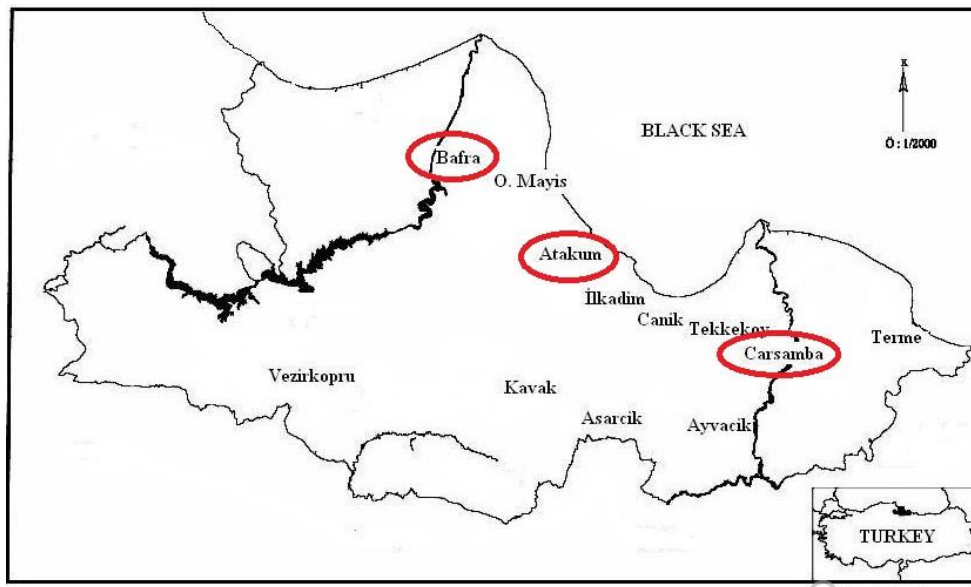 K
BLACK SEA
Ö : 1/2000
Bafra
O. Mayis
Atakum
İlkadim
Canik
Tekkekoy
Terme
Carsamba
Vezirkopru
Kavak
Asarcik
Ayvacik
TURKEY